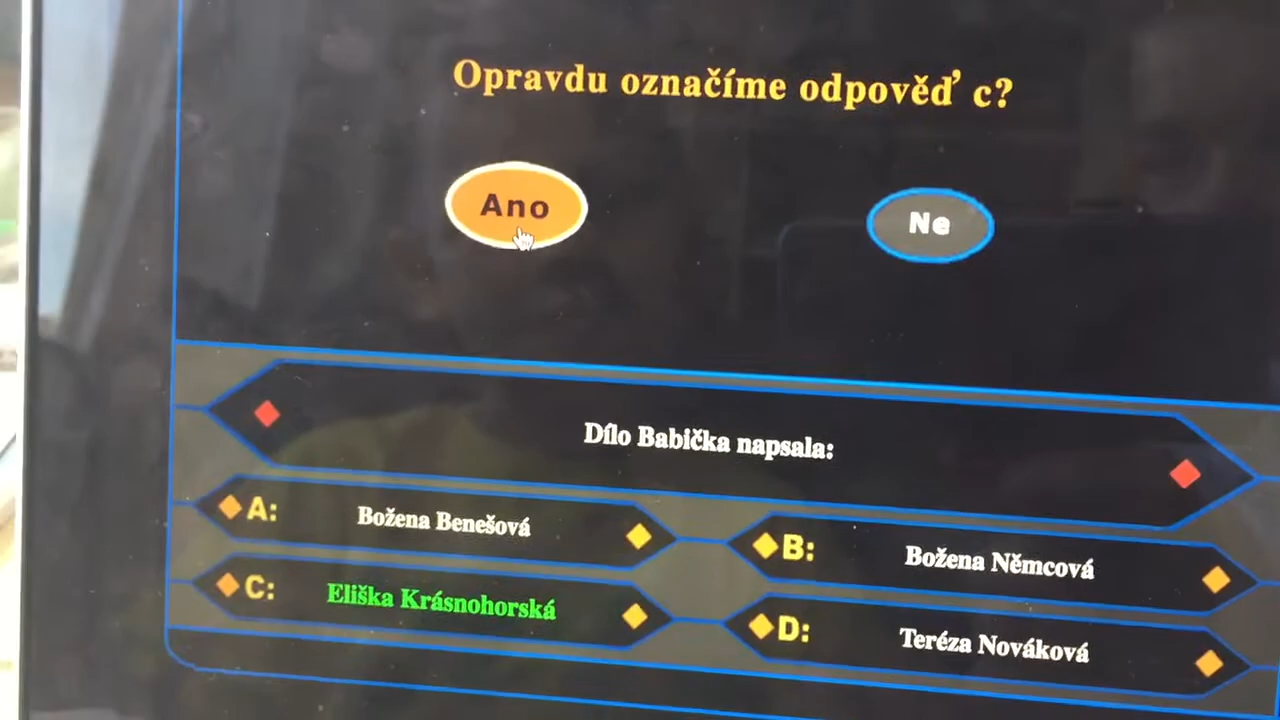 Opravdu označíme odpověď c?
Ano
Ne
Dílo Babička napsala:
A: Božena Benešová
B: Božena Němcová
C: Eliška Krásnohorská
D: Teréza Nováková